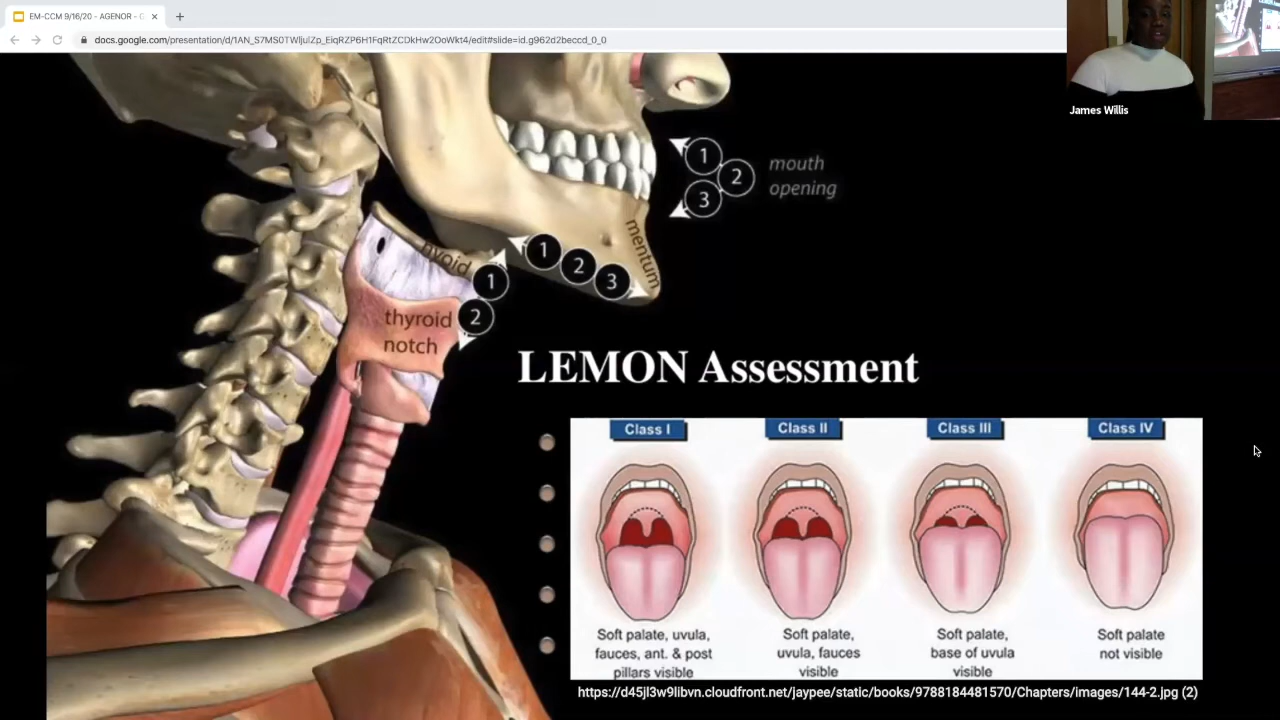 EM-CCM 9/16/20 - AGENOR - G
docs.google.com/presentation/d/1AN_S7MS0TWljulZp_EiqRZP6H1FqRtZCDkHw2OoWkt4/edit#slide=id.g962d2beccd_0_0
James Willis
1
2
3
mouth
opening
mentum
hyoid
1
2
3
1
2
thyroid
notch
LEMON Assessment
Class I
Class II
Class III
Class IV
Soft palate, uvula,
fauces, ant. & post
pillars visible
Soft palate,
uvula, fauces
visible
Soft palate,
base of uvula
visible
Soft palate
not visible
https://d45jl3w9libvn.cloudfront.net/jaypee/static/books/9788184481570/Chapters/images/144-2.jpg (2)